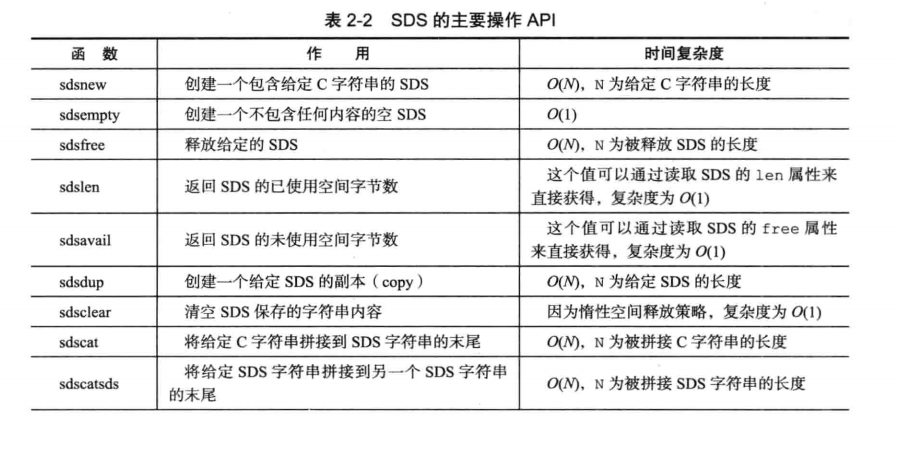 表 2-2 SDS 的主要操作 API
函 数 作 用 时间复杂度
sdsnew 创建一个包含给定 C 字符串的 SDS O(N)，N 为给定 C 字符串的长度
sdsempty 创建一个不包含任何内容的空 SDS O(1)
sdsfree 释放给定的 SDS O(N)，N 为被释放 SDS 的长度
sdslen 返回 SDS 的已使用空间字节数 这个值可以通过读取 SDS 的 len 属性来
直接获得，复杂度为 O(1)
sdsavail 返回 SDS 的未使用空间字节数 这个值可以通过读取 SDS 的 free 属性
来直接获得，复杂度为 O(1)
sdsdup 创建一个给定 SDS 的副本（copy） O(N)，N 为给定 SDS 的长度
sdsclear 清空 SDS 保存的字符串内容 因为惰性空间释放策略，复杂度为 O(1)
sdscat 将给定 C 字符串拼接到 SDS 字符串的末尾 O(N)，N 为被拼接 C 字符串的长度
sdscatsds 将给定 SDS 字符串拼接到另一个 SDS 字符串
的末尾 O(N)，N 为被拼接 SDS 字符串的长度